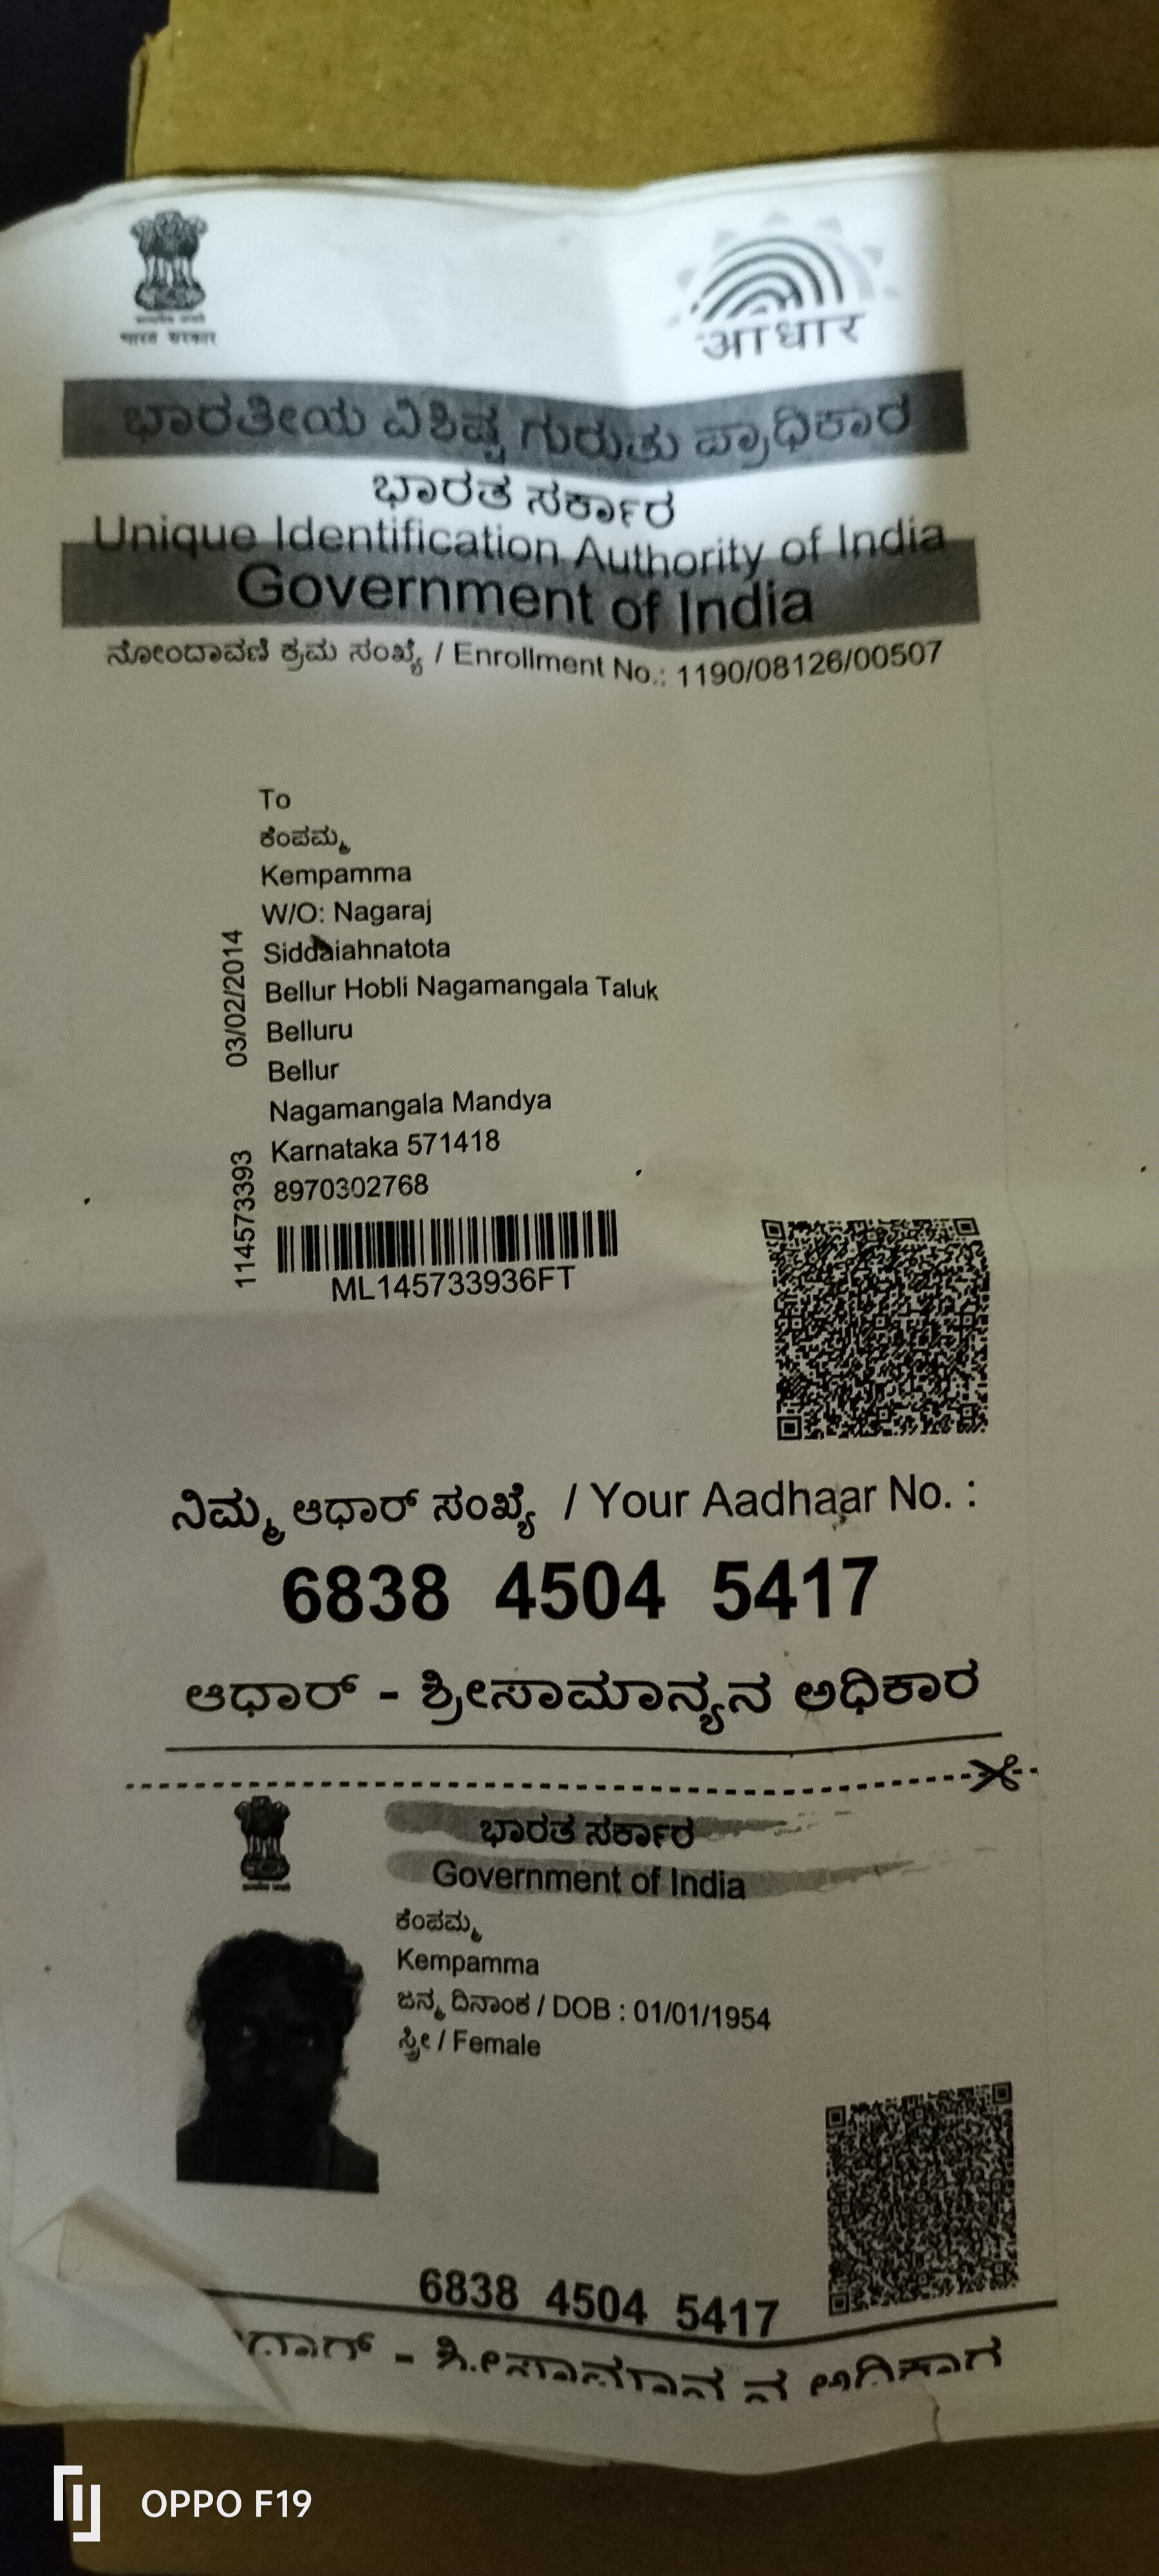 भारत सरकार
आधार
ಭಾರತೀಯ ವಿಶಿಷ್ಟ ಗುರುತು ಪ್ರಾಧಿಕಾರ
ಭಾರತ ಸರ್ಕಾರ
Unique Identification Authority of India
Government of India
ನೋಂದಾವಣಿ ಕ್ರಮ ಸಂಖ್ಯೆ / Enrollment No.: 1190/08126/00507
To
ಕೆಂಪಮ್ಮ
Kempamma
W/O: Nagaraj
Siddaiahnatota
Bellur Hobli Nagamangala Taluk
Belluru
Bellur
Nagamangala Mandya
Karnataka 571418
8970302768
03/02/2014
114573393
ML145733936FT
ನಿಮ್ಮ ಆಧಾರ್ ಸಂಖ್ಯೆ / Your Aadhaar No. :
6838 4504 5417
ಆಧಾರ್ - ಶ್ರೀಸಾಮಾನ್ಯನ ಅಧಿಕಾರ
ಭಾರತ ಸರ್ಕಾರ
Government of India
ಕೆಂಪಮ್ಮ
Kempamma
ಜನ್ಮ ದಿನಾಂಕ / DOB : 01/01/1954
ಸ್ತ್ರೀ / Female
6838 4504 5417
OPPO F19